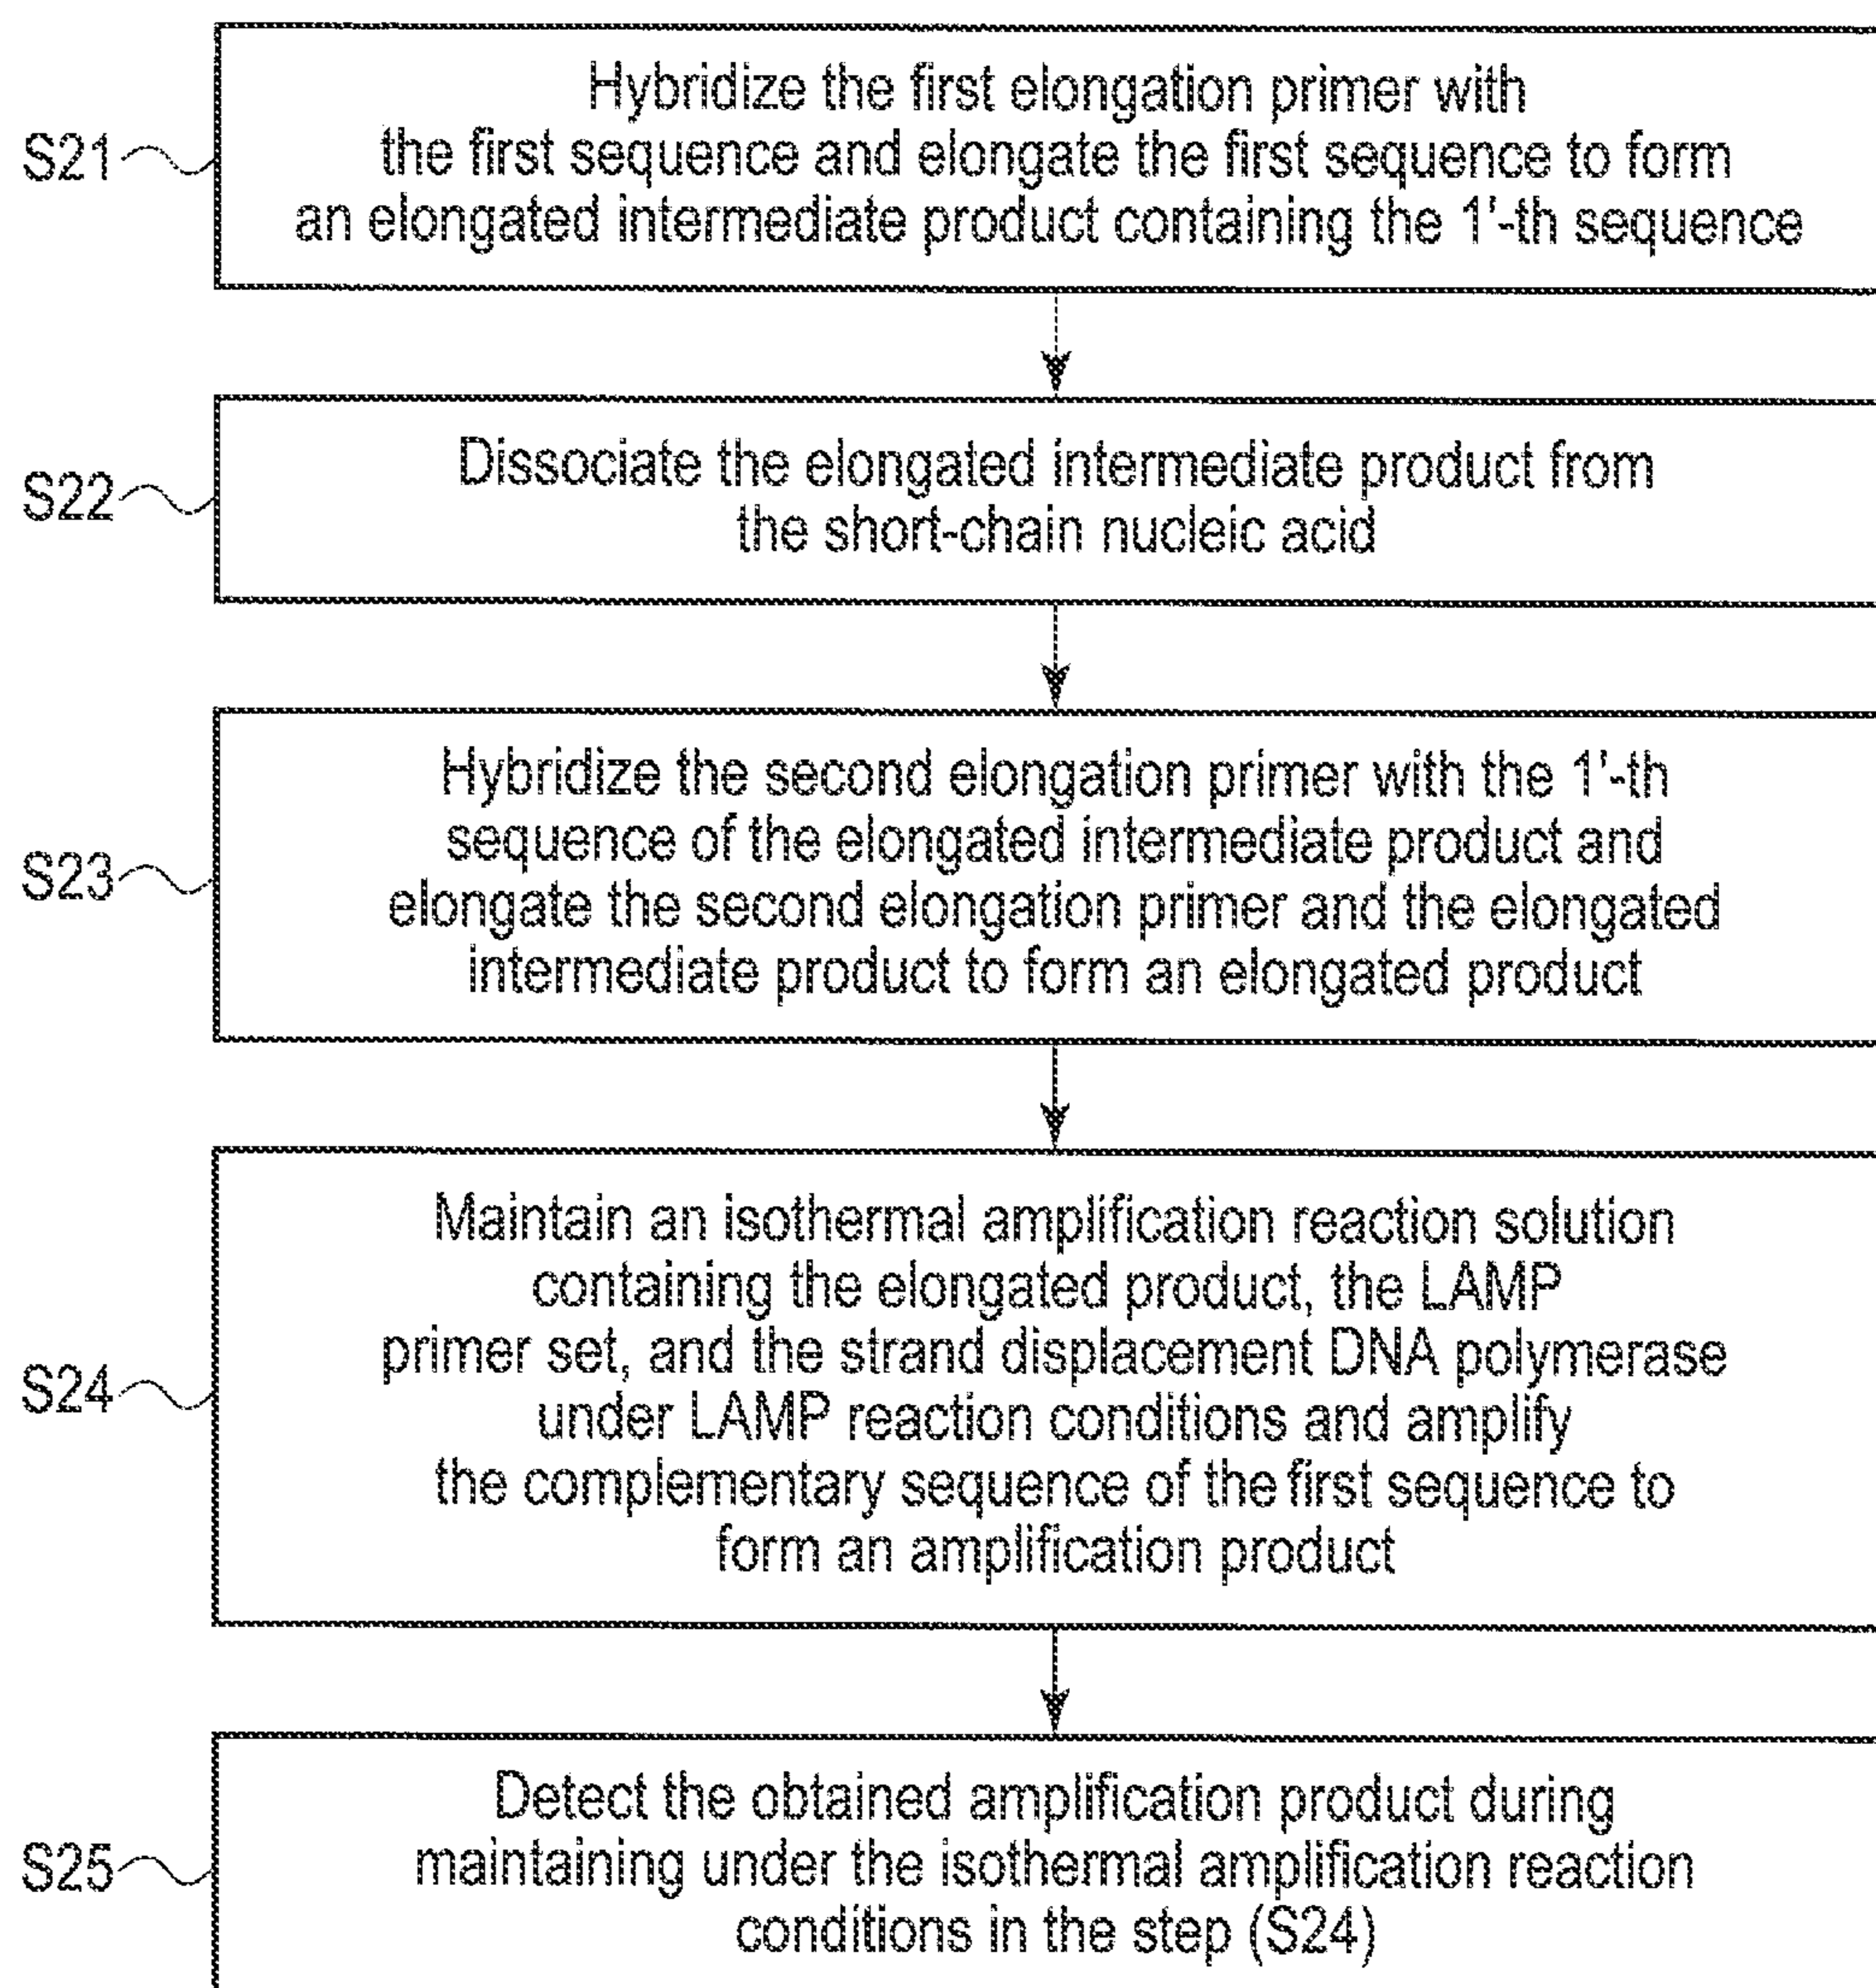 S21
Hybridize the first elongation primer with
the first sequence and elongate the first sequence to form
an elongated intermediate product containing the 1'-th sequence
S22
Dissociate the elongated intermediate product from
the short-chain nucleic acid
S23
Hybridize the second elongation primer with the 1'-th
sequence of the elongated intermediate product and
elongate the second elongation primer and the elongated
intermediate product to form an elongated product
S24
Maintain an isothermal amplification reaction solution
containing the elongated product, the LAMP
primer set, and the strand displacement DNA polymerase
under LAMP reaction conditions and amplify
the complementary sequence of the first sequence to
form an amplification product
S25
Detect the obtained amplification product during
maintaining under the isothermal amplification reaction
conditions in the step (S24)